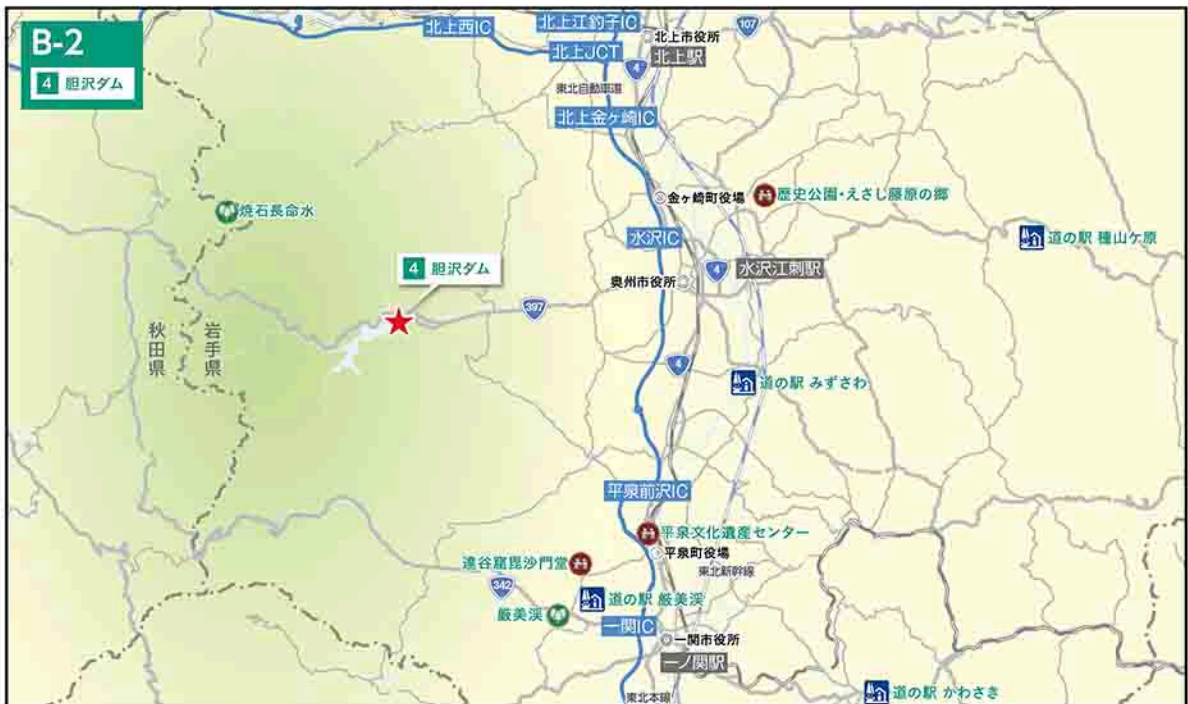 B-2
4 胆沢ダム
北上西IC
北上江釣子IC
107
北上市役所
北上JCT
北上駅
4
東北自動車道
北上金ヶ崎IC
金ヶ崎町役場
歴史公園・えさし藤原の郷
焼石長命水
水沢IC
道の駅 種山ケ原
4 胆沢ダム
4
水沢江刺駅
奥州市役所
397
秋田県
岩手県
4
道の駅 みずさわ
平泉前沢IC
平泉文化遺産センター
平泉町役場
達谷窟毘沙門堂
東北新幹線
342
道の駅 厳美渓
厳美渓
一関IC
一関市役所
一ノ関駅
東北本線
道の駅 かわさき